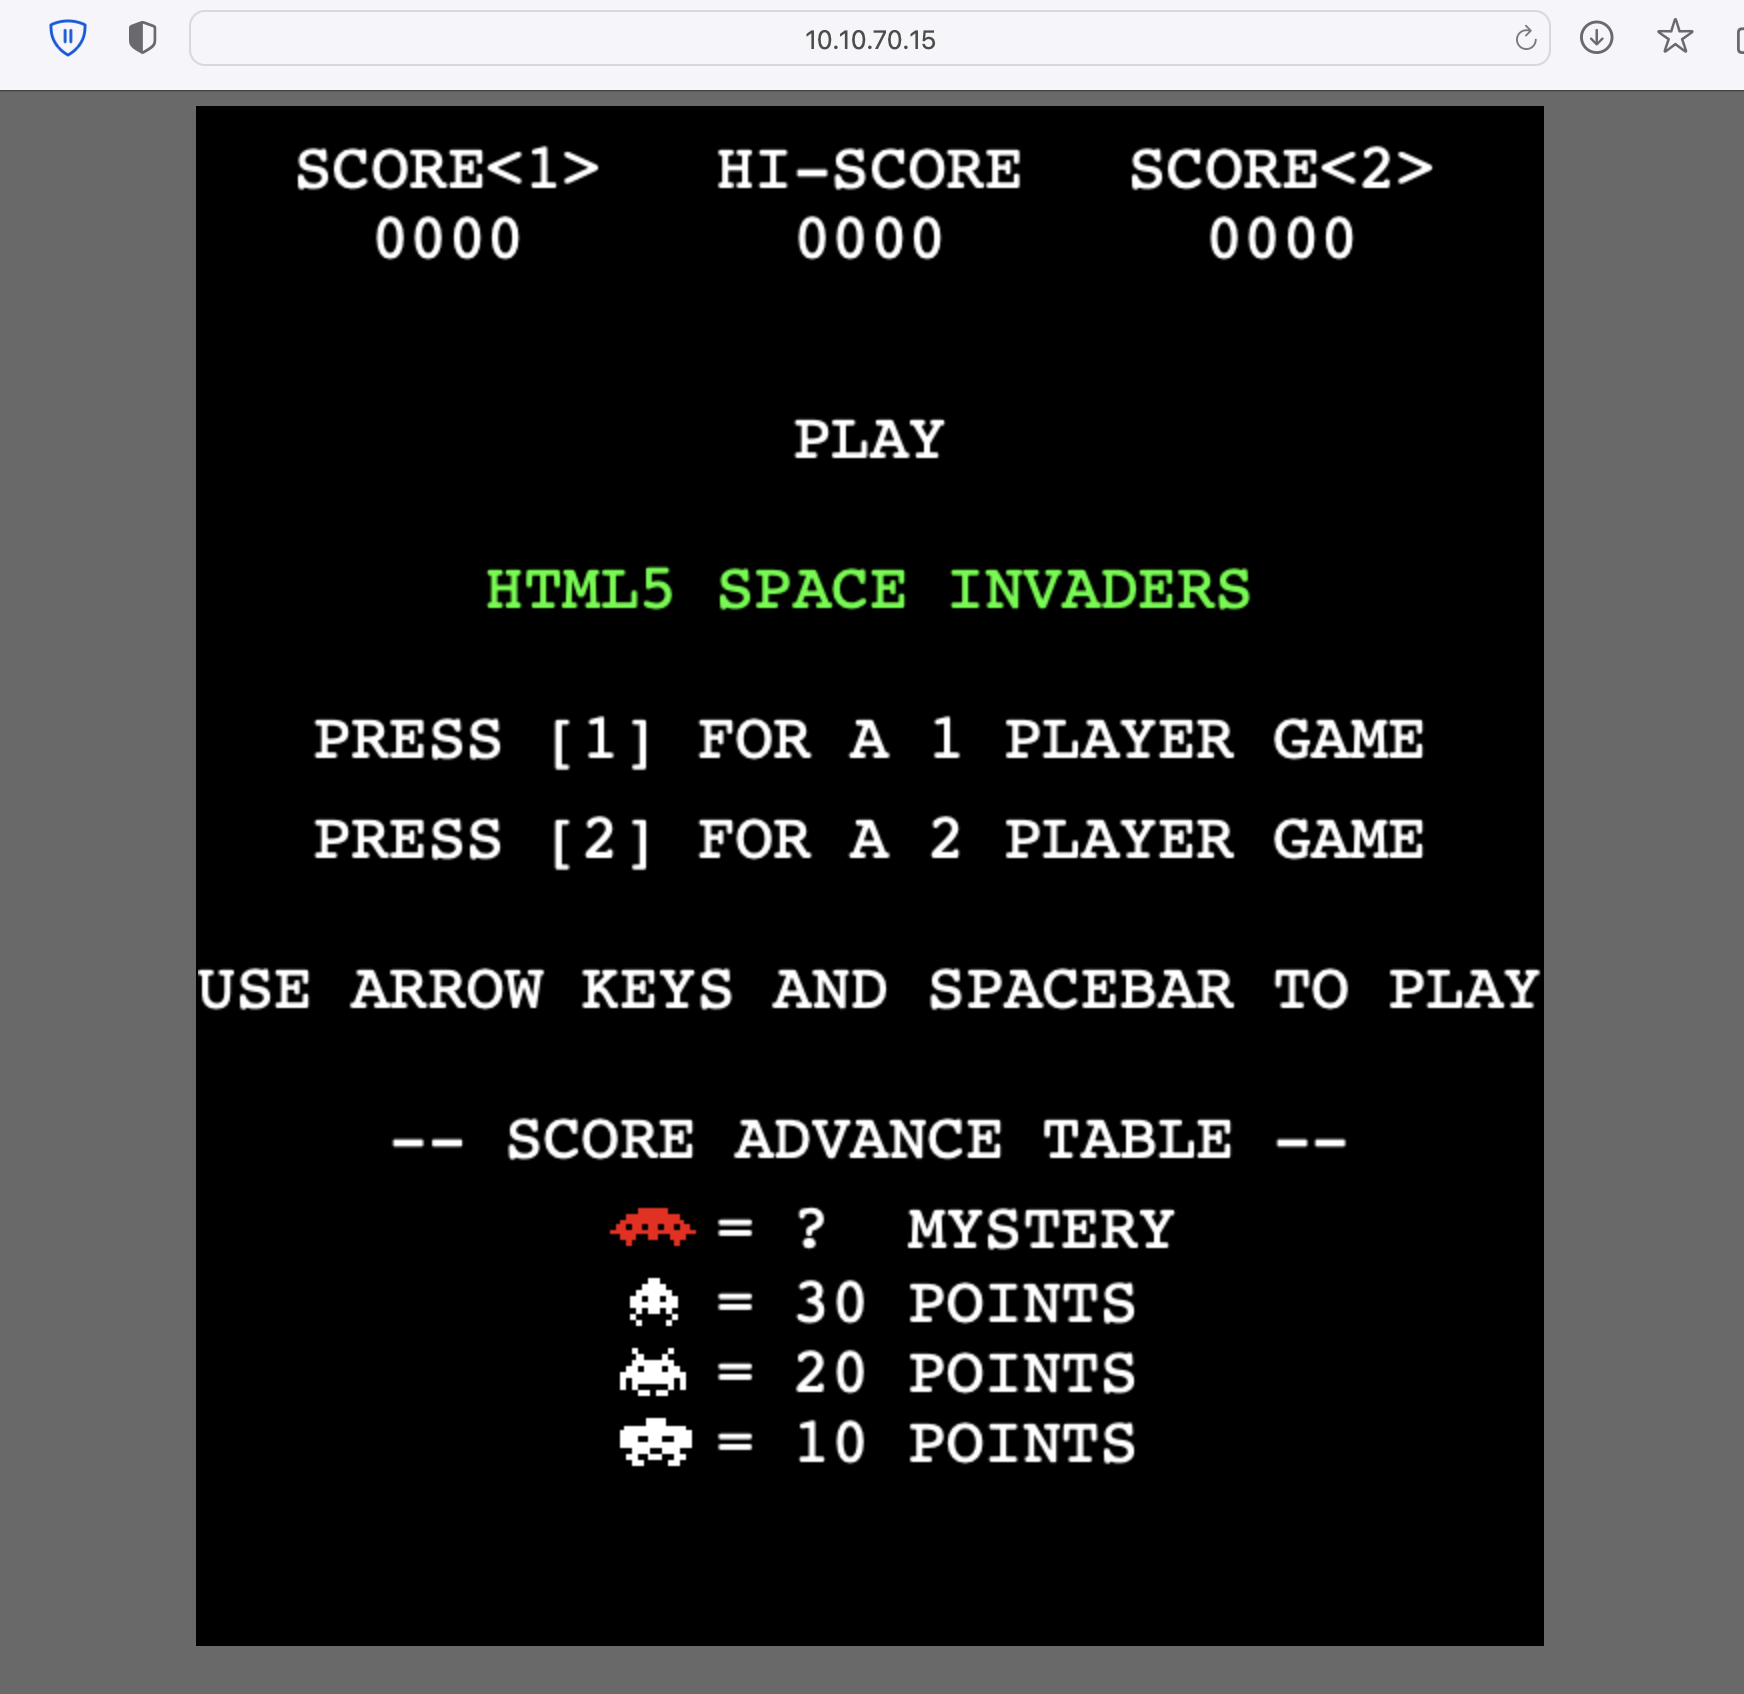 10.10.70.15
SCORE<1> HI-SCORE SCORE<2>
0000 0000 0000
PLAY
HTML5 SPACE INVADERS
PRESS [1] FOR A 1 PLAYER GAME
PRESS [2] FOR A 2 PLAYER GAME
USE ARROW KEYS AND SPACEBAR TO PLAY
-- SCORE ADVANCE TABLE --
= ? MYSTERY
= 30 POINTS
= 20 POINTS
= 10 POINTS